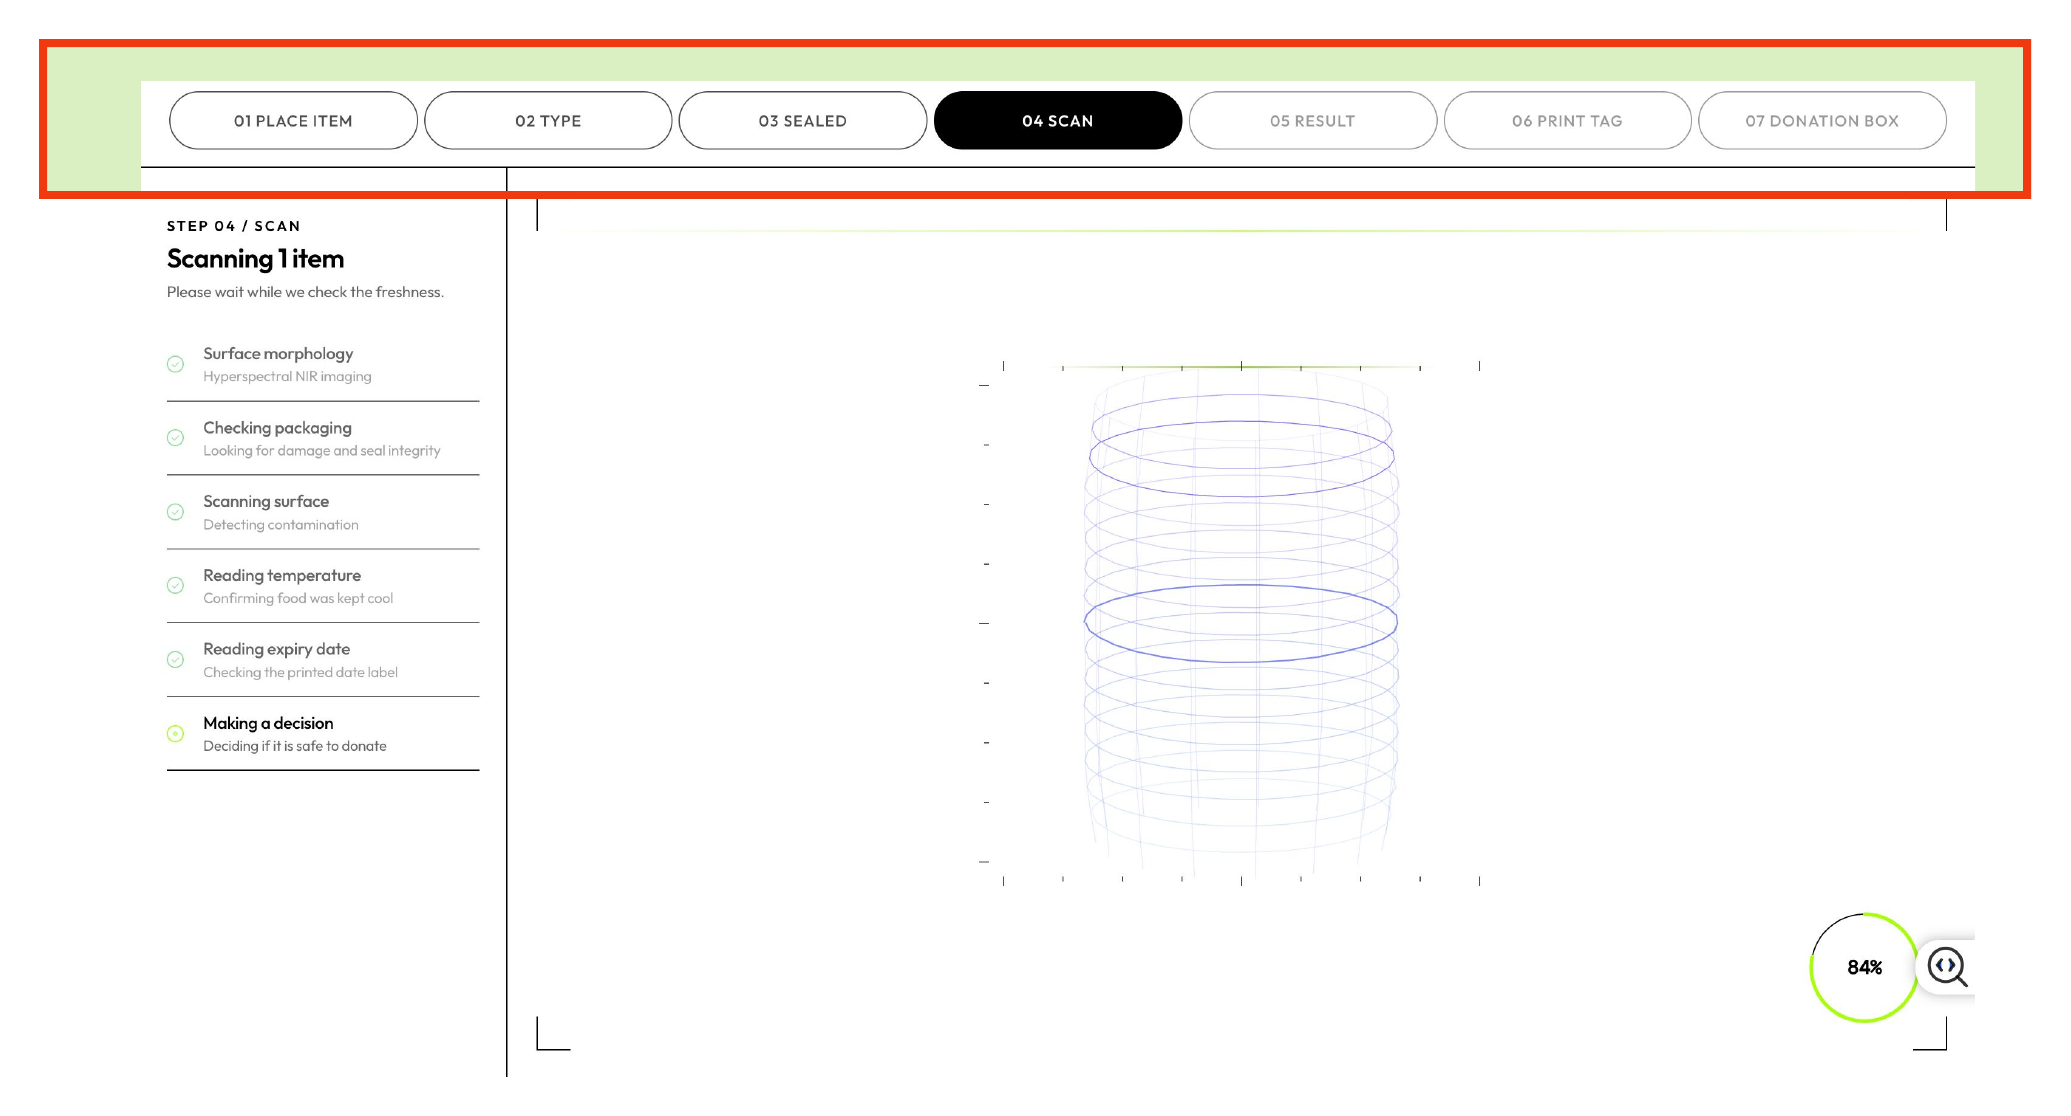 01 PLACE ITEM
02 TYPE
03 SEALED
04 SCAN
05 RESULT
06 PRINT TAG
07 DONATION BOX
STEP 04 / SCAN
Scanning 1 item
Please wait while we check the freshness.
Surface morphology
Hyperspectral NIR imaging
Checking packaging
Looking for damage and seal integrity
Scanning surface
Detecting contamination
Reading temperature
Confirming food was kept cool
Reading expiry date
Checking the printed date label
Making a decision
Deciding if it is safe to donate
84%